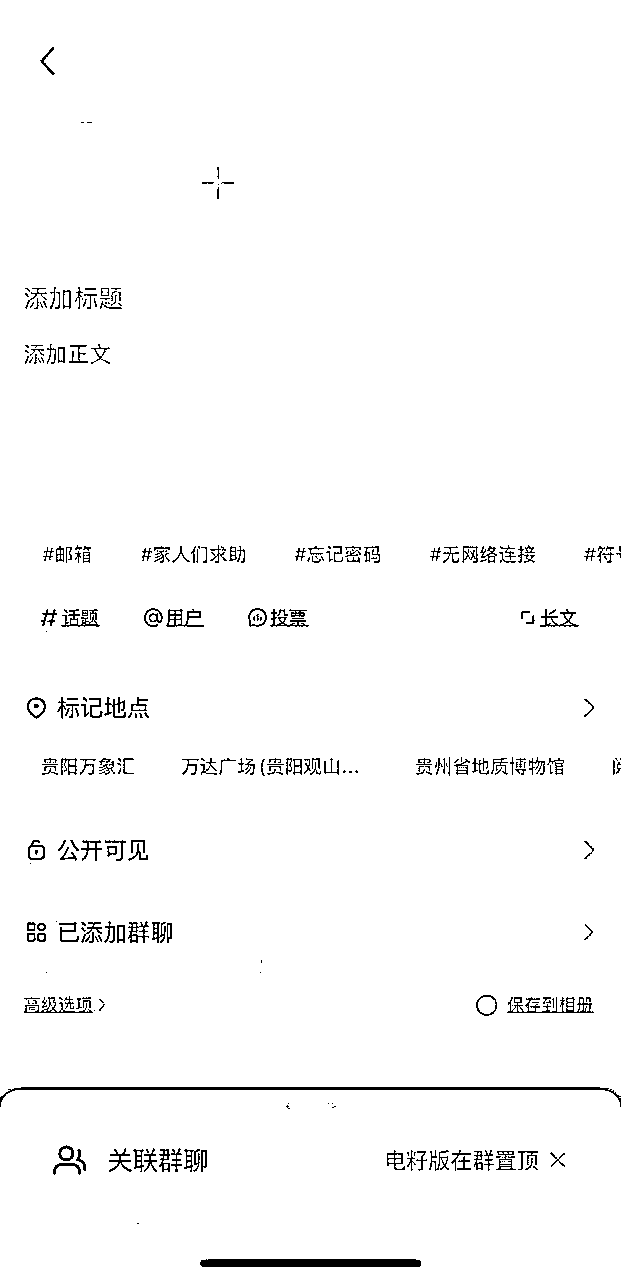 添加标题
添加正文
#邮箱 #家人们求助 #忘记密码 #无网络连接 #符号
#话题 @用户 投票 长文
标记地点
贵阳万象汇 万达广场(贵阳观山... 贵州省地质博物馆
公开可见
已添加群聊
高级选项 保存到相册
关联群聊 电籽版在群置顶